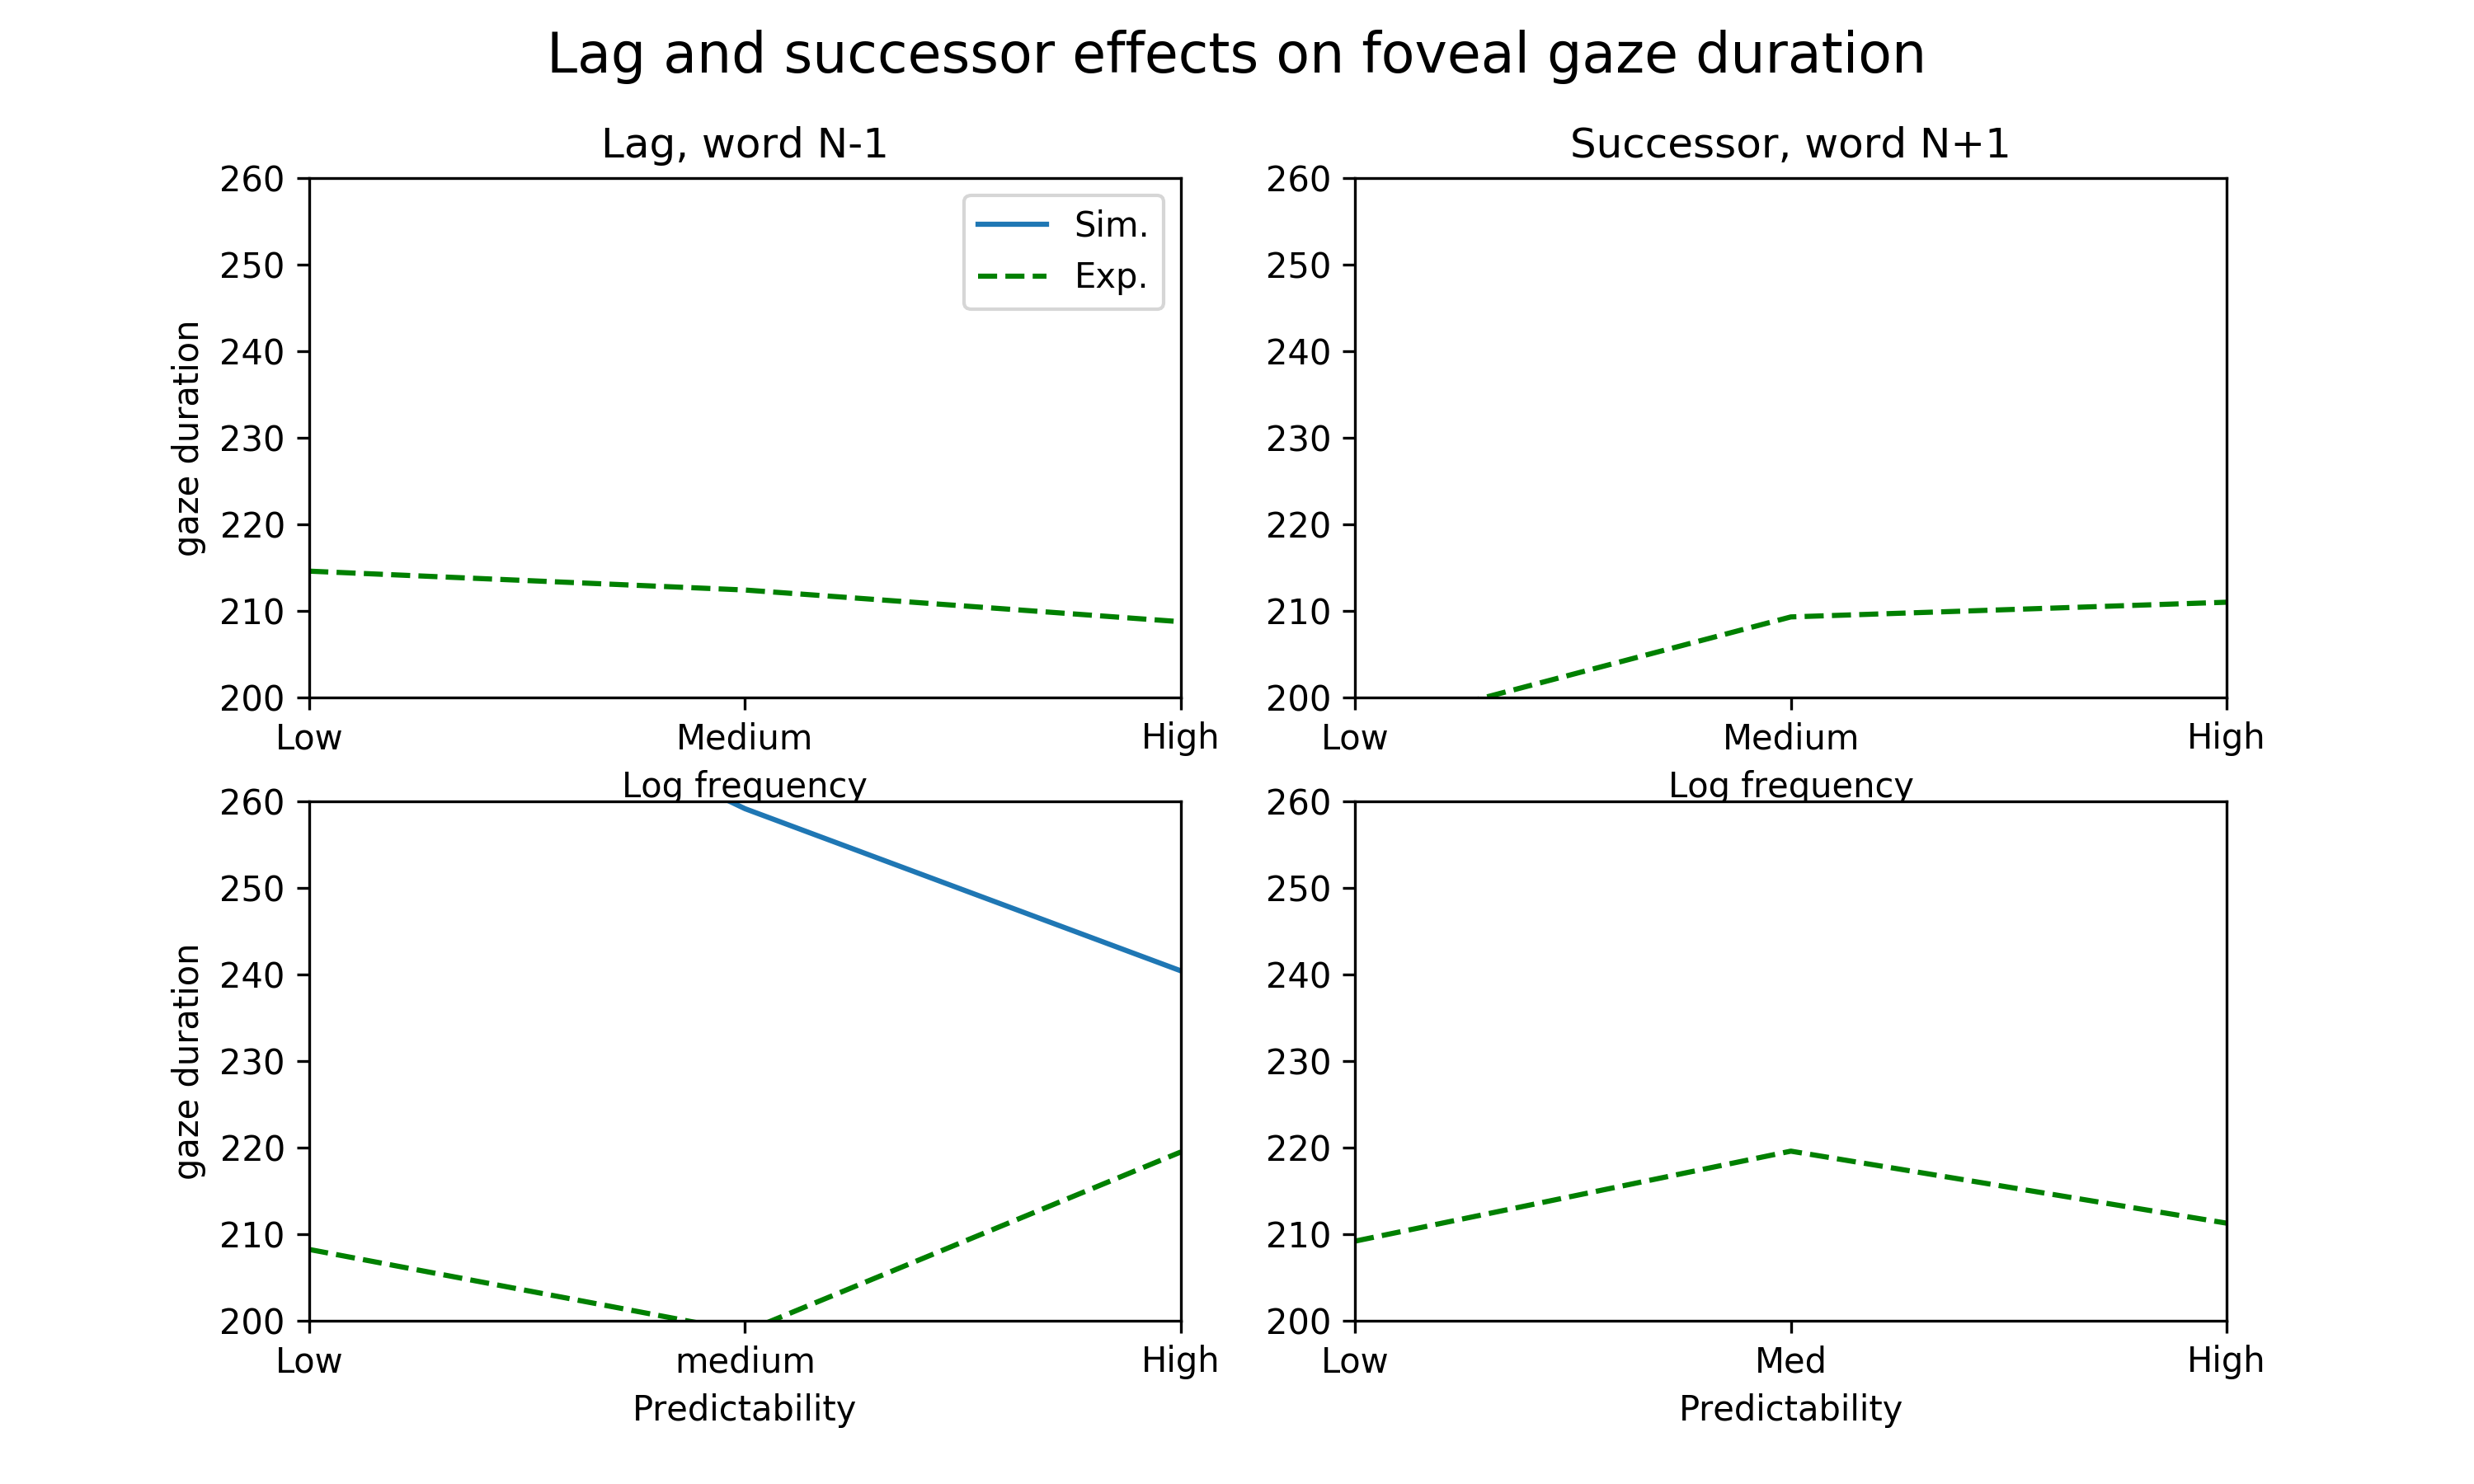 Lag and successor effects on foveal gaze duration
Lag, word N-1
260
250
240
230
220
210
200
gaze duration
Sim.
Exp.
Low Medium High
Log frequency
Successor, word N+1
260
250
240
230
220
210
200
Low Medium High
Log frequency
260
250
240
230
220
210
200
gaze duration
Low medium High
Predictability
260
250
240
230
220
210
200
Low Med High
Predictability